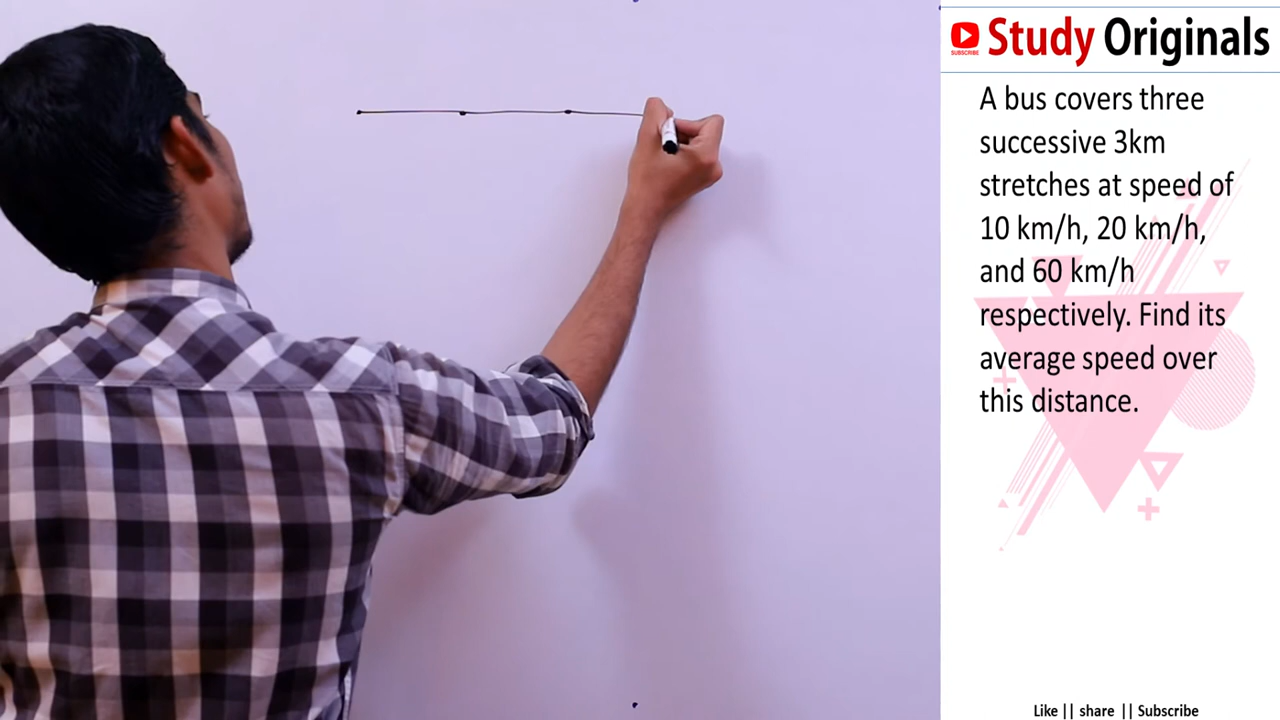 SUBSCRIBE
Study Originals
A bus covers three
successive 3km
stretches at speed of
10 km/h, 20 km/h,
and 60 km/h
respectively. Find its
average speed over
this distance.
Like || share || Subscribe